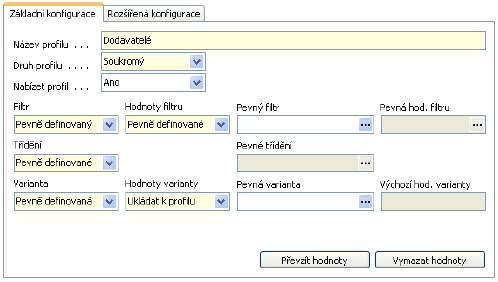 Základní konfigurace Rozšířená konfigurace
Název profilu . . . . Dodavatelé
Druh profilu . . . . Soukromý
Nabízet profil . . . Ano
Filtr Hodnoty filtru Pevný filtr Pevná hod. filtru
Pevně definovaný Pevně definované ... ...
Třídění Pevné třídění
Pevně definované ...
Varianta Hodnoty varianty Pevná varianta Výchozí hod. varianty
Pevně definovaná Ukládat k profilu ...
Převzít hodnoty Vymazat hodnoty